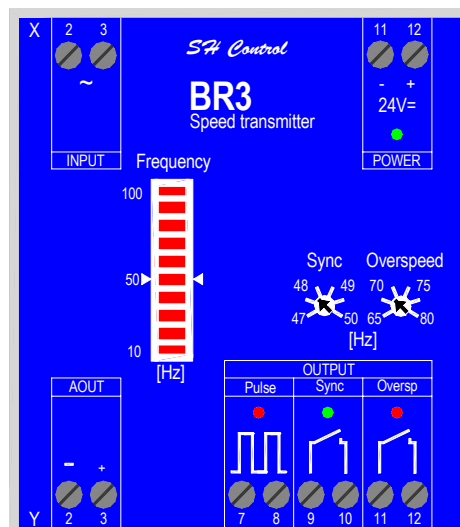 X 2 3 SH Control 11 12
~ - +
BR3 24V=
Speed transmitter
INPUT Frequency POWER
100
Sync Overspeed
50 48 49 70 75
47 50 65 80
[Hz]
10
[Hz] OUTPUT
AOUT Pulse Sync Oversp
- +
Y 2 3 7 8 9 10 11 12